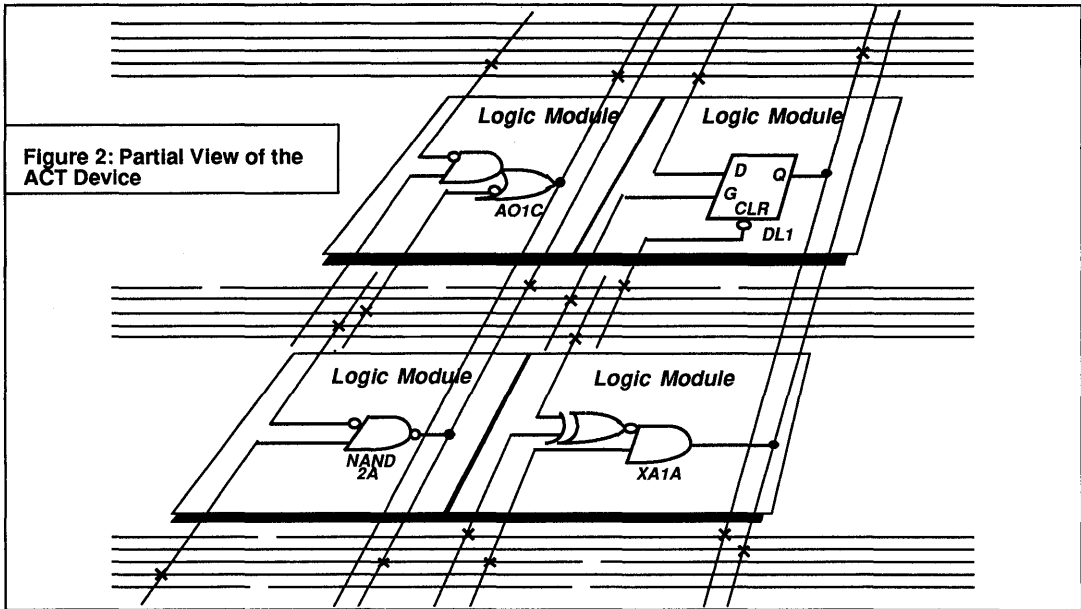 Figure 2: Partial View of the
ACT Device
Logic Module
Logic Module
AO1C
D
Q
G
CLR
DL1
Logic Module
Logic Module
NAND
2A
XA1A